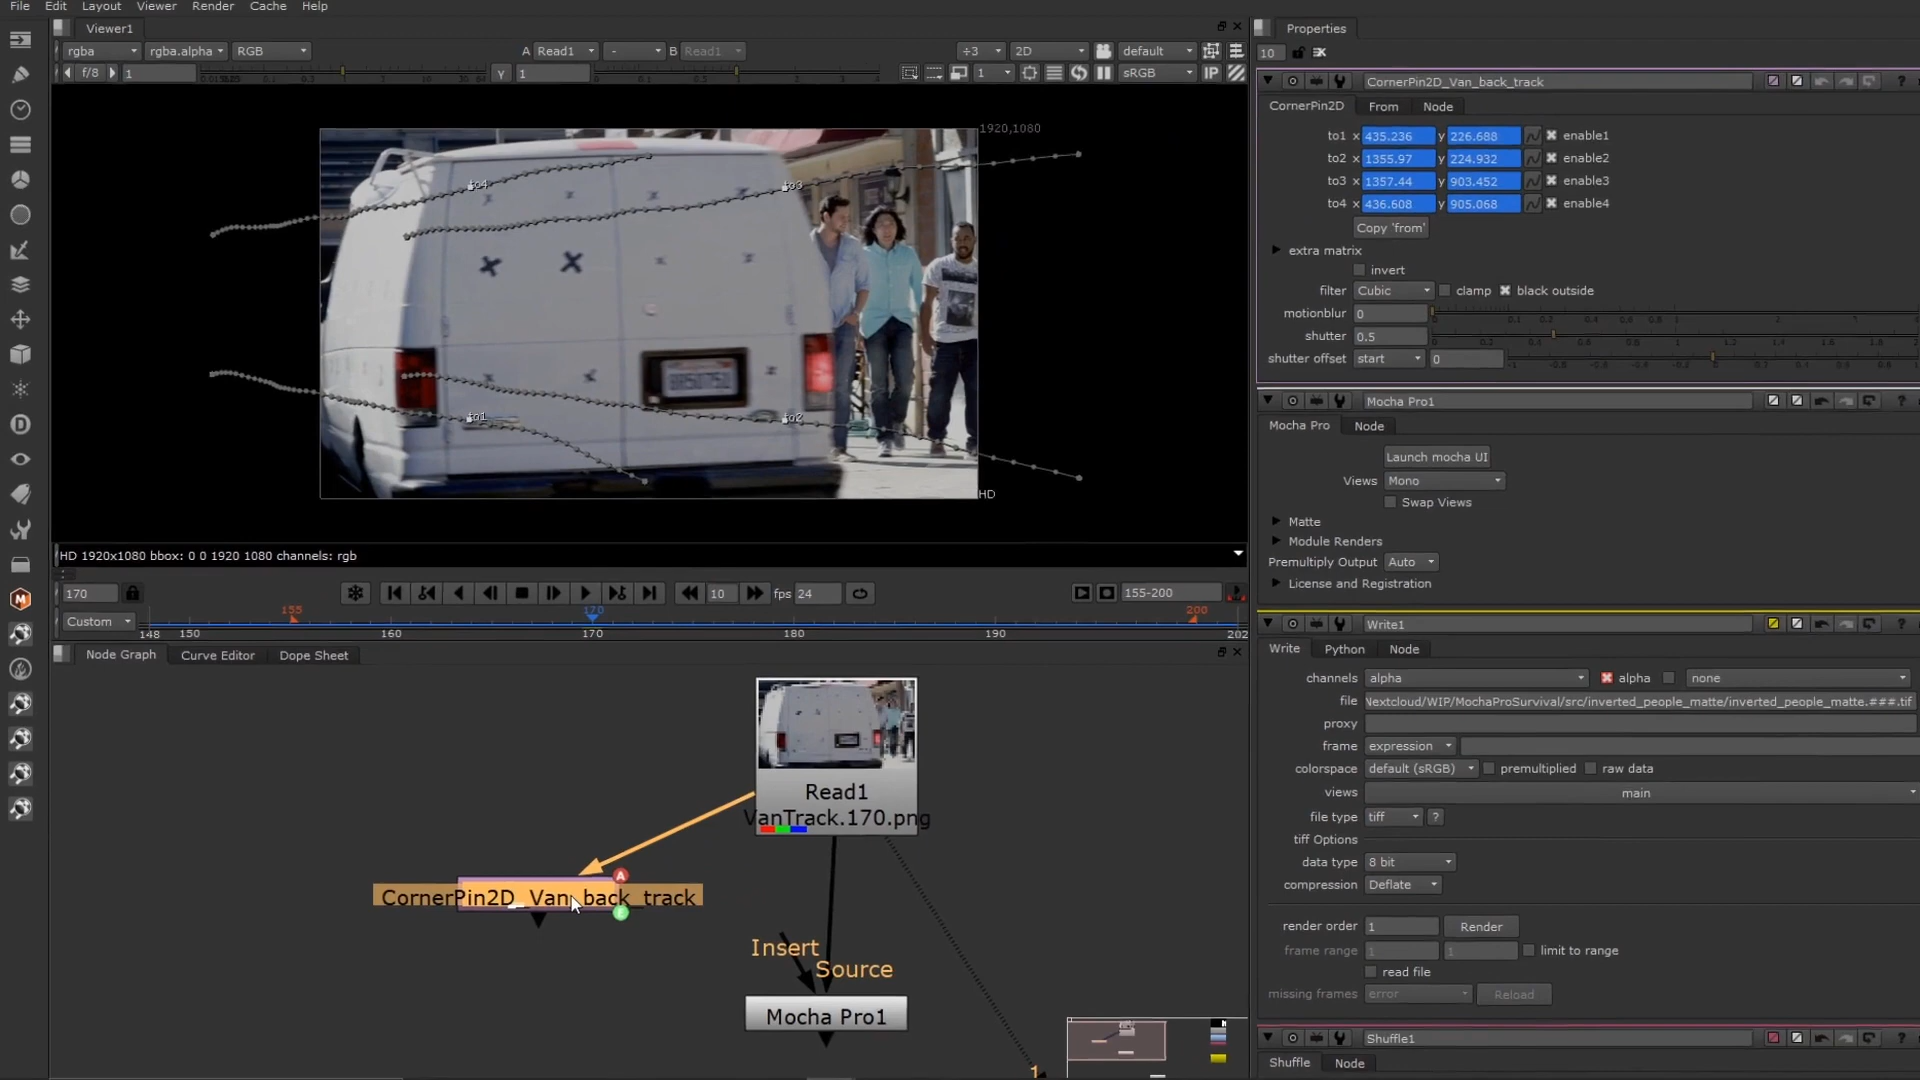 File Edit Layout Viewer Render Cache Help
Viewer1
rgba rgba.alpha RGB A Read1 - B Read1 ÷3 2D default
f/8 1 γ 1 1 sRGB IP
1920,1080
to4 to3
to1 to2
HD
HD 1920x1080 bbox: 0 0 1920 1080 channels: rgb
170 10 fps 24 155-200
Custom
155 170 200
148 150 160 170 180 190 202
Node Graph Curve Editor Dope Sheet
Read1
VanTrack.170.png
A
CornerPin2D_Van_back_track
E
Insert
Source
Mocha Pro1
1
Properties
10
CornerPin2D_Van_back_track
CornerPin2D From Node
to1 x 435.236 y 226.688 enable1
to2 x 1355.97 y 224.932 enable2
to3 x 1357.44 y 903.452 enable3
to4 x 436.608 y 905.068 enable4
Copy 'from'
extra matrix
invert
filter Cubic clamp black outside
motionblur 0
shutter 0.5
shutter offset start 0
Mocha Pro1
Mocha Pro Node
Launch mocha UI
Views Mono
Swap Views
Matte
Module Renders
Premultiply Output Auto
License and Registration
Write1
Write Python Node
channels alpha alpha none
file Nextcloud/WIP/MochaProSurvival/src/inverted_people_matte/inverted_people_matte.###.tif
proxy
frame expression
colorspace default (sRGB) premultiplied raw data
views main
file type tiff ?
tiff Options
data type 8 bit
compression Deflate
render order 1 Render
frame range 1 1 limit to range
read file
missing frames error Reload
Shuffle1
Shuffle Node